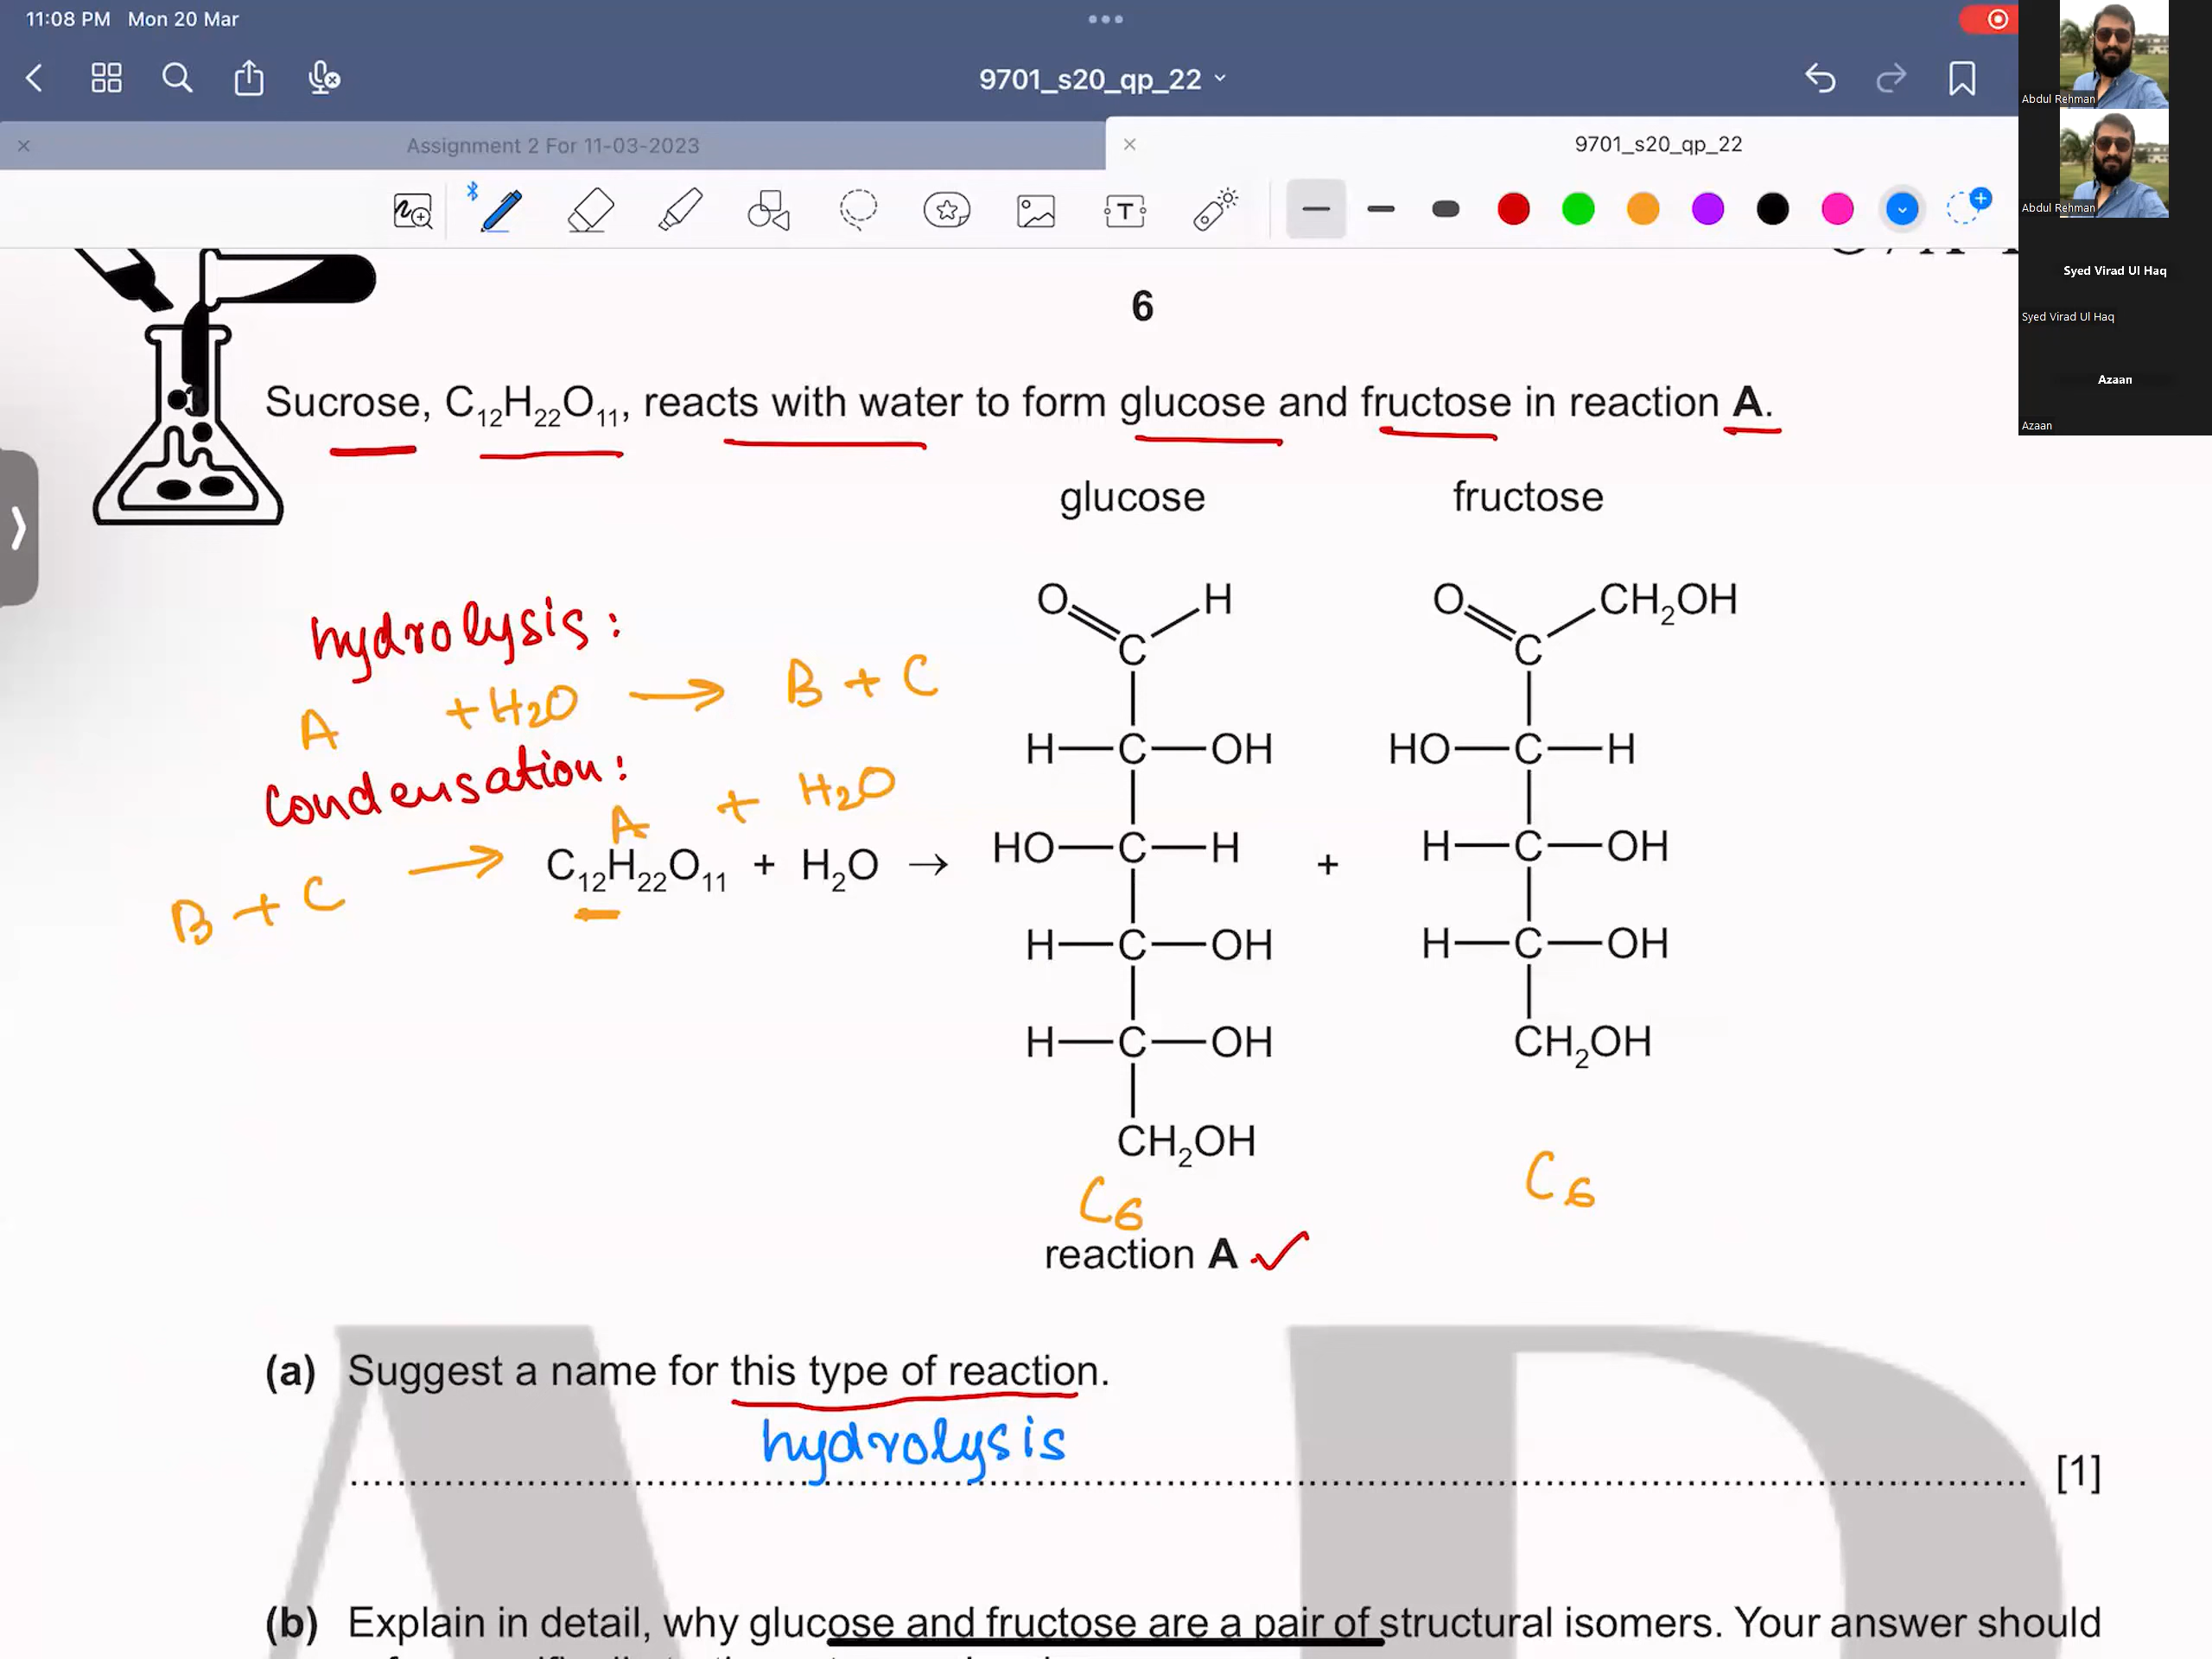 11:08 PM Mon 20 Mar
9701_s20_qp_22
Assignment 2 For 11-03-2023
9701_s20_qp_22
T
Abdul Rehman
Abdul Rehman
Syed Virad Ul Haq
Syed Virad Ul Haq
Azaan
Azaan
6
3 Sucrose, C12H22O11, reacts with water to form glucose and fructose in reaction A.
glucose fructose
hydrolysis:
A + H2O → B + C
condensation:
B + C → A + H2O
C12H22O11 + H2O → +
O H
C
H—C—OH
HO—C—H
H—C—OH
H—C—OH
CH2OH
C6
O CH2OH
C
HO—C—H
H—C—OH
H—C—OH
CH2OH
C6
reaction A ✓
(a) Suggest a name for this type of reaction.
hydrolysis
[1]
(b) Explain in detail, why glucose and fructose are a pair of structural isomers. Your answer should